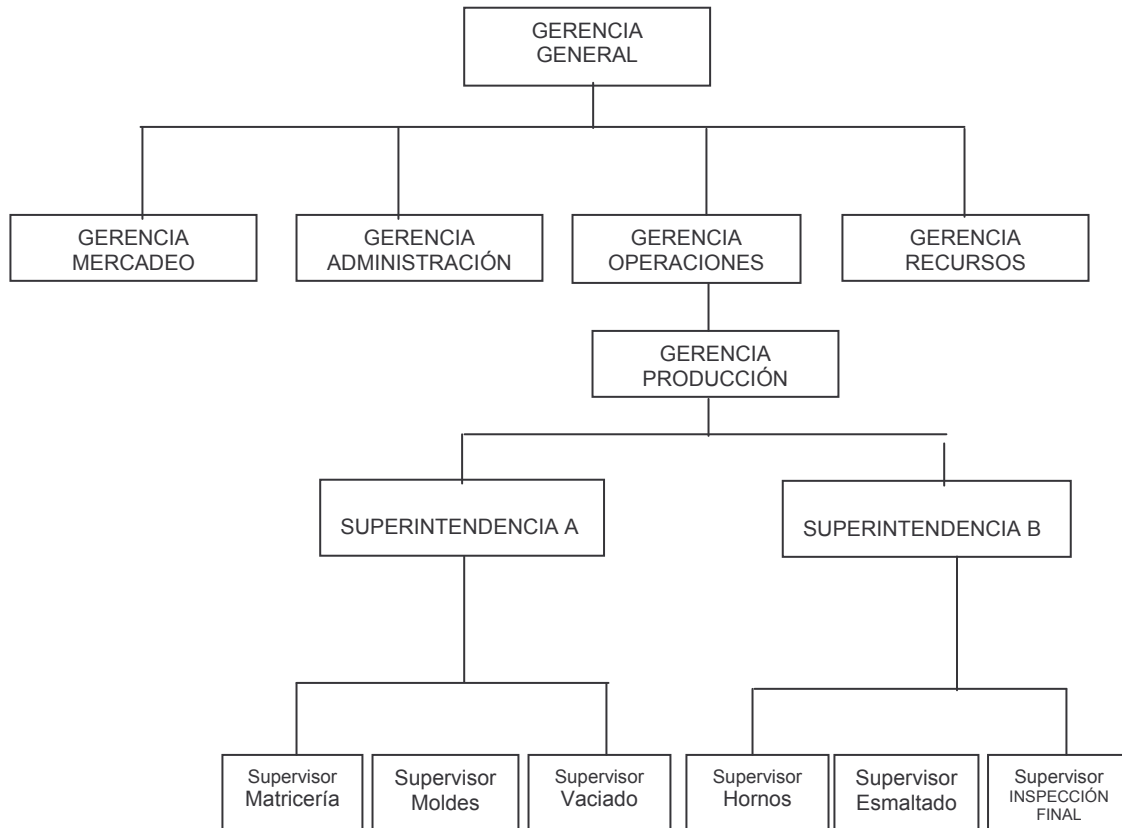 GERENCIA
GENERAL
GERENCIA
MERCADEO
GERENCIA
ADMINISTRACIÓN
GERENCIA
OPERACIONES
GERENCIA
RECURSOS
GERENCIA
PRODUCCIÓN
SUPERINTENDENCIA A
SUPERINTENDENCIA B
Supervisor
Matricería
Supervisor
Moldes
Supervisor
Vaciado
Supervisor
Hornos
Supervisor
Esmaltado
Supervisor
INSPECCIÓN
FINAL